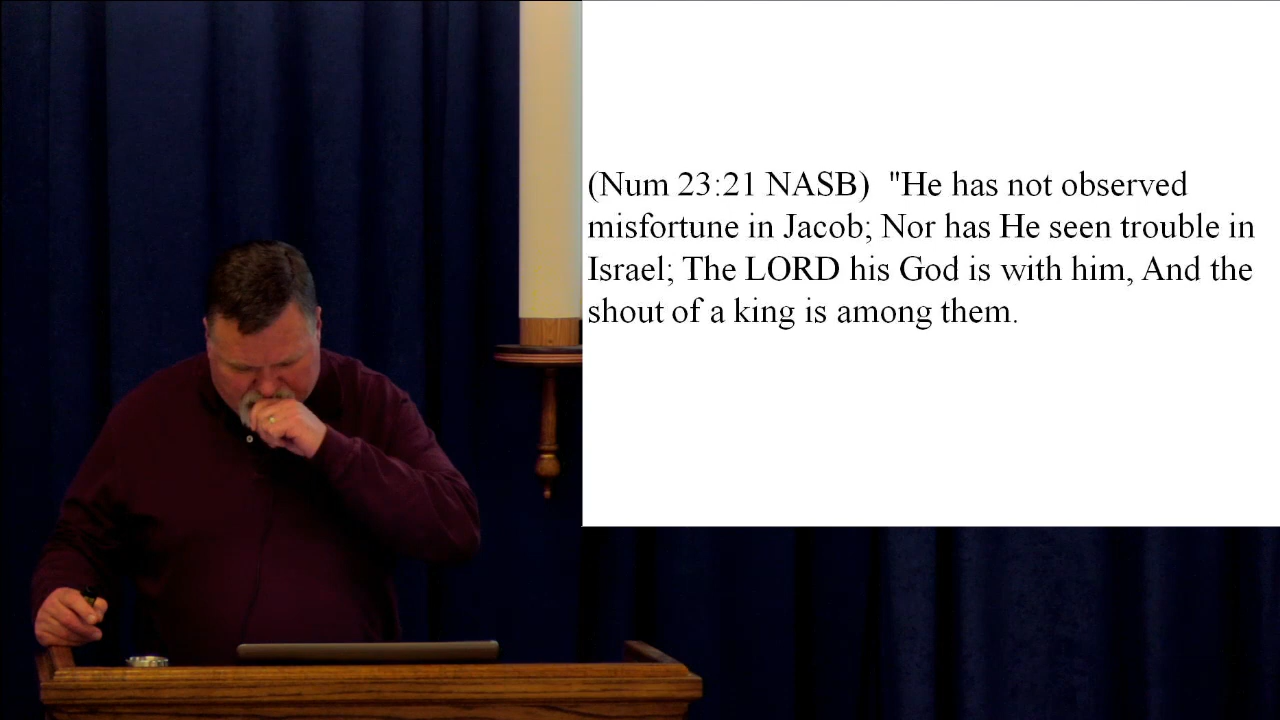 (Num 23:21 NASB)  "He has not observed
misfortune in Jacob; Nor has He seen trouble in
Israel; The LORD his God is with him, And the
shout of a king is among them.